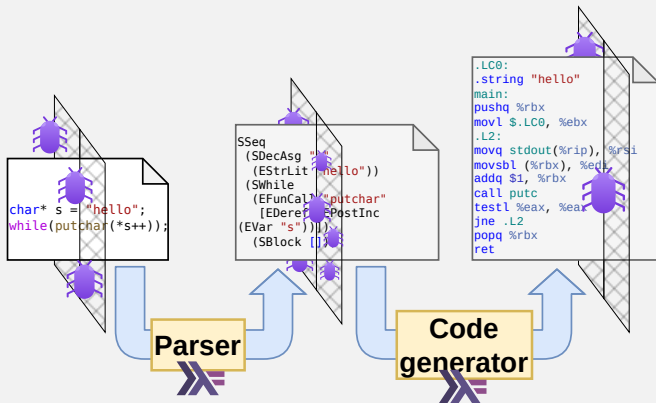 char* s = "hello";
while(putchar(*s++));
SSeq
(SDecAsg "
(EStrLit "hello"))
(SWhile
(EFunCall "putchar"
[EDeref EPostInc
(EVar "s"))
(SBlock []
.LC0:
.string "hello"
main:
pushq %rbx
movl $.LC0, %ebx
.L2:
movq stdout(%rip), %rsi
movsbl (%rbx), %edi
addq $1, %rbx
call putc
testl %eax, %eax
jne .L2
popq %rbx
ret
Parser
Code
generator